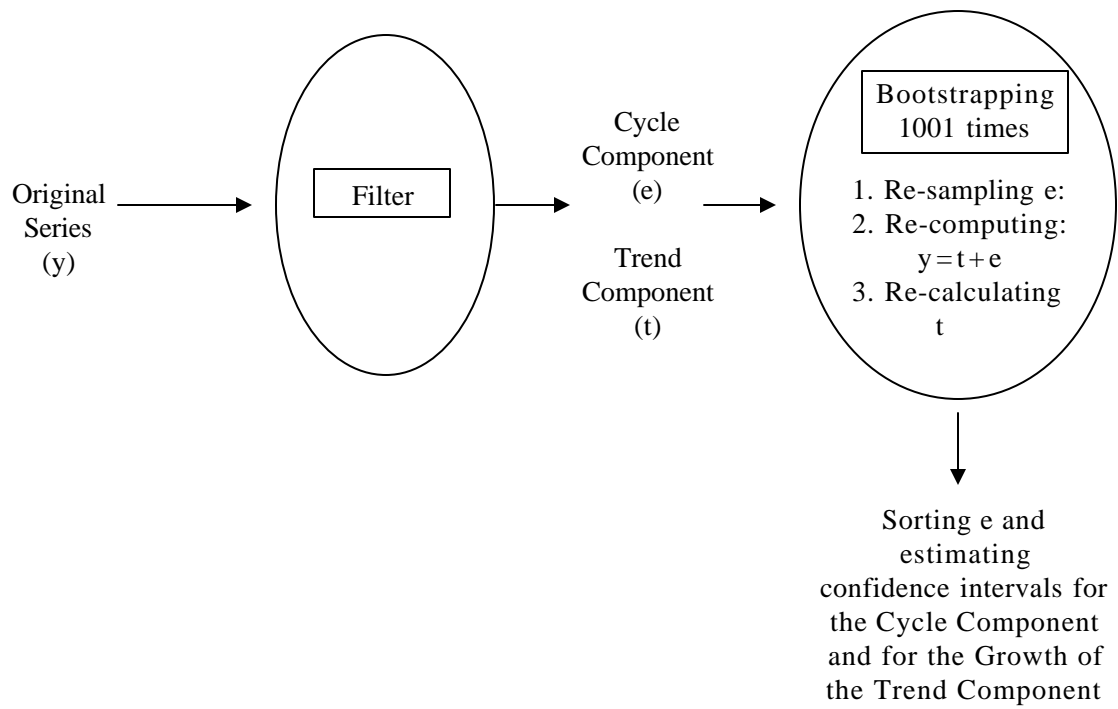 Original
Series
(y)
Filter
Cycle
Component
(e)
Trend
Component
(t)
Bootstrapping
1001 times
1. Re-sampling e:
2. Re-computing:
y=t+e
3. Re-calculating
t
Sorting e and
estimating
confidence intervals for
the Cycle Component
and for the Growth of
the Trend Component